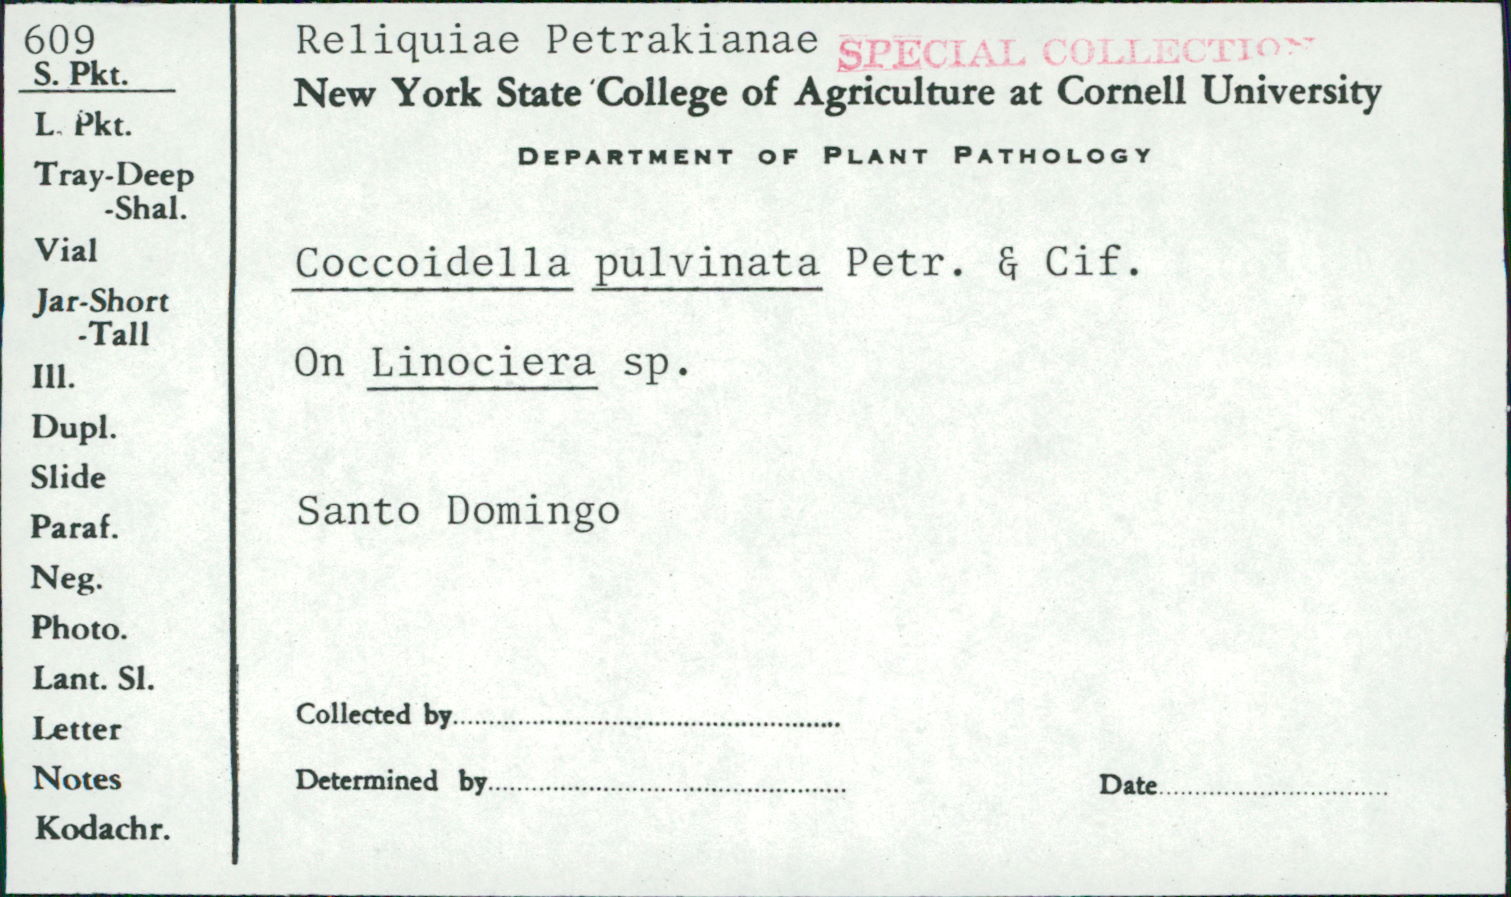 609
S. Pkt.
L. Pkt.
Tray-Deep
-Shal.
Vial
Jar-Short
-Tall
Ill.
Dupl.
Slide
Paraf.
Neg.
Photo.
Lant. Sl.
Letter
Notes
Kodachr.
Reliquiae Petrakianae SPECIAL COLLECTION
New York State College of Agriculture at Cornell University
DEPARTMENT OF PLANT PATHOLOGY
Coccoidella pulvinata Petr. & Cif.
On Linociera sp.
Santo Domingo
Collected by
Determined by Date